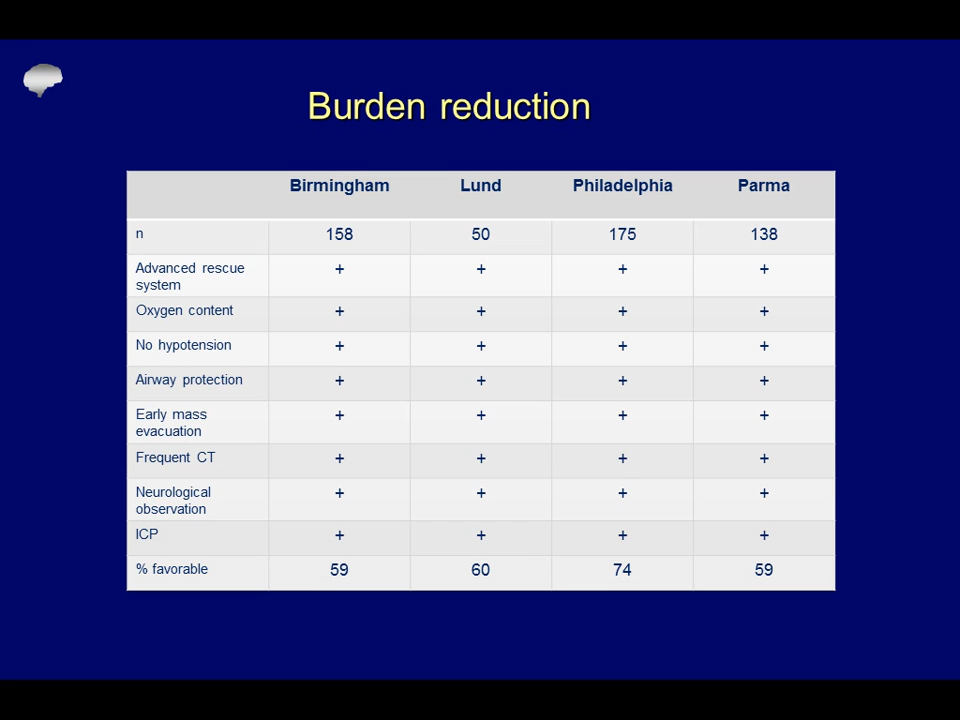 Burden reduction
Birmingham Lund Philadelphia Parma
n 158 50 175 138
Advanced rescue
system + + + +
Oxygen content + + + +
No hypotension + + + +
Airway protection + + + +
Early mass
evacuation + + + +
Frequent CT + + + +
Neurological
observation + + + +
ICP + + + +
% favorable 59 60 74 59